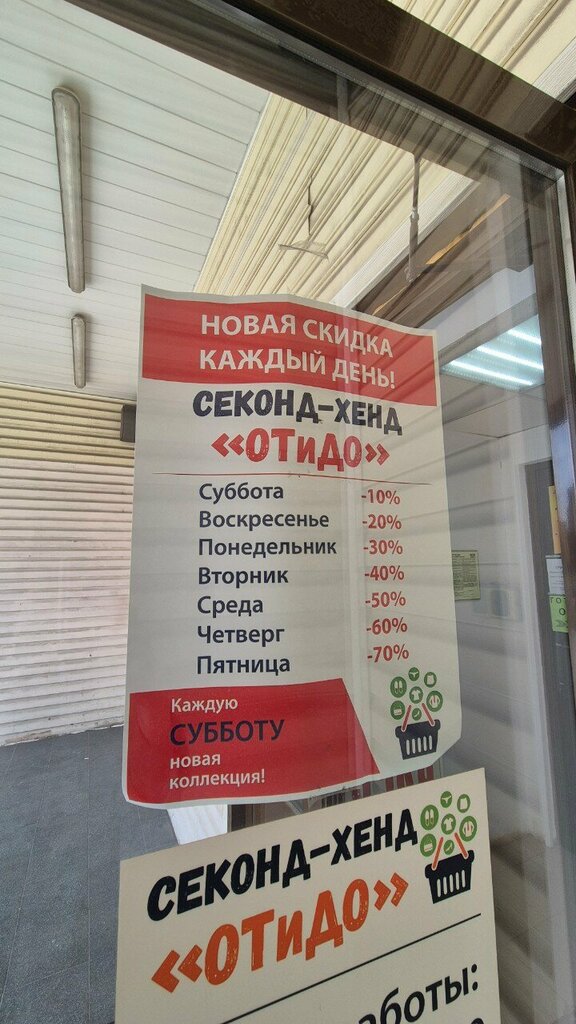 НОВАЯ СКИДКА
КАЖДЫЙ ДЕНЬ!
СЕКОНД-ХЕНД
«ОТиДО»
Суббота -10%
Воскресенье -20%
Понедельник -30%
Вторник -40%
Среда -50%
Четверг -60%
Пятница -70%
Каждую
СУББОТУ
новая
коллекция!
СЕКОНД-ХЕНД
«ОТиДО»
аботы: